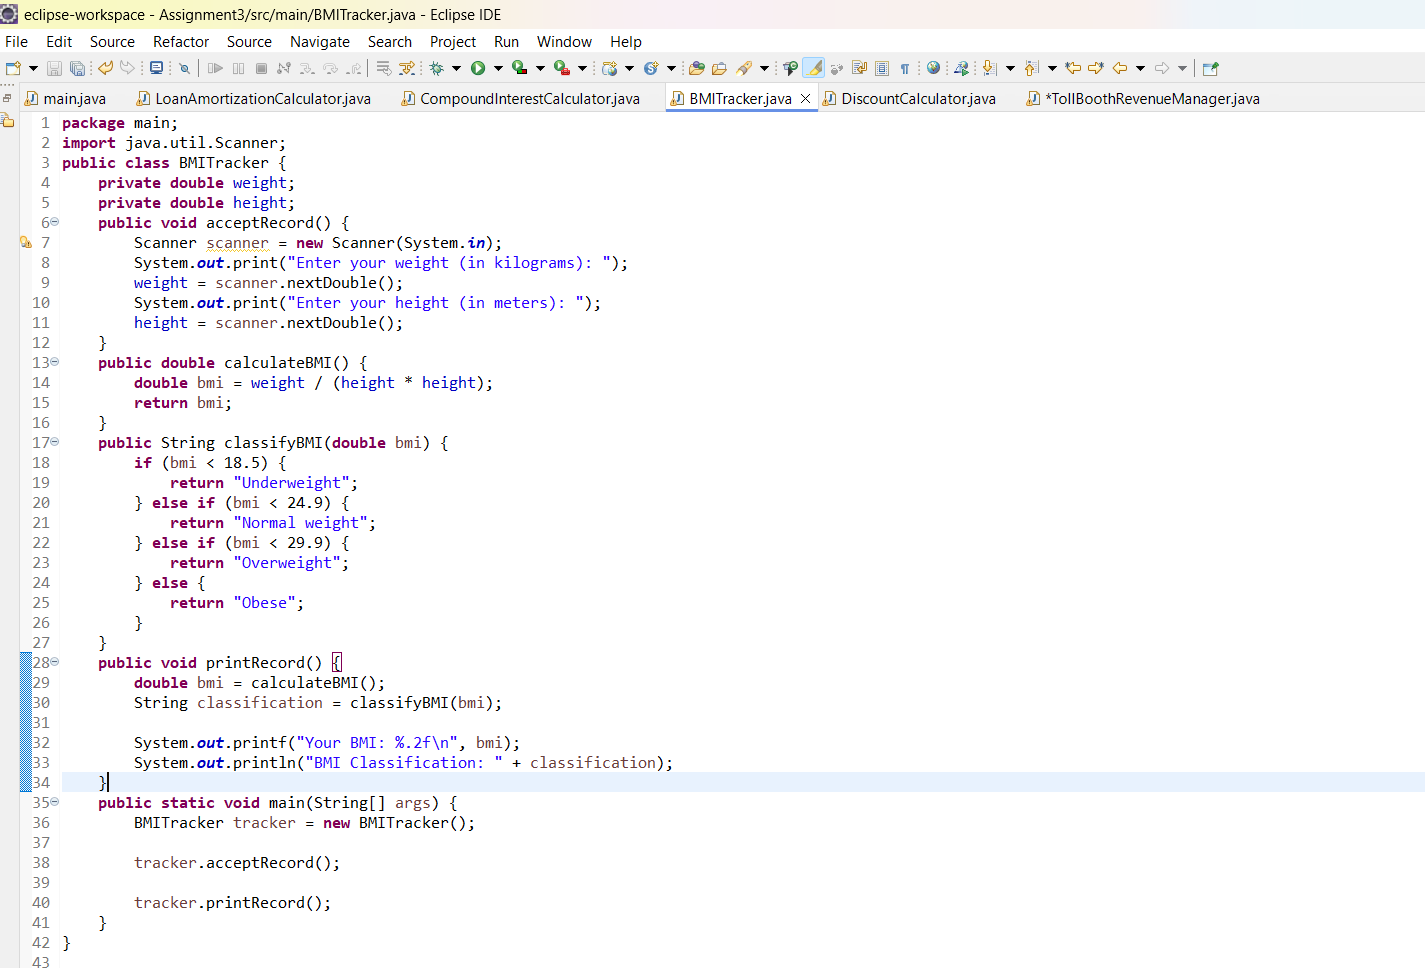 eclipse-workspace - Assignment3/src/main/BMITracker.java - Eclipse IDE
File Edit Source Refactor Source Navigate Search Project Run Window Help
main.java LoanAmortizationCalculator.java CompoundInterestCalculator.java BMITracker.java DiscountCalculator.java *TollBoothRevenueManager.java
1 package main;
2 import java.util.Scanner;
3 public class BMITracker {
4     private double weight;
5     private double height;
6     public void acceptRecord() {
7         Scanner scanner = new Scanner(System.in);
8         System.out.print("Enter your weight (in kilograms): ");
9         weight = scanner.nextDouble();
10         System.out.print("Enter your height (in meters): ");
11         height = scanner.nextDouble();
12     }
13     public double calculateBMI() {
14         double bmi = weight / (height * height);
15         return bmi;
16     }
17     public String classifyBMI(double bmi) {
18         if (bmi < 18.5) {
19             return "Underweight";
20         } else if (bmi < 24.9) {
21             return "Normal weight";
22         } else if (bmi < 29.9) {
23             return "Overweight";
24         } else {
25             return "Obese";
26         }
27     }
28     public void printRecord() {
29         double bmi = calculateBMI();
30         String classification = classifyBMI(bmi);
31
32         System.out.printf("Your BMI: %.2f\n", bmi);
33         System.out.println("BMI Classification: " + classification);
34     }
35     public static void main(String[] args) {
36         BMITracker tracker = new BMITracker();
37
38         tracker.acceptRecord();
39
40         tracker.printRecord();
41     }
42 }
43